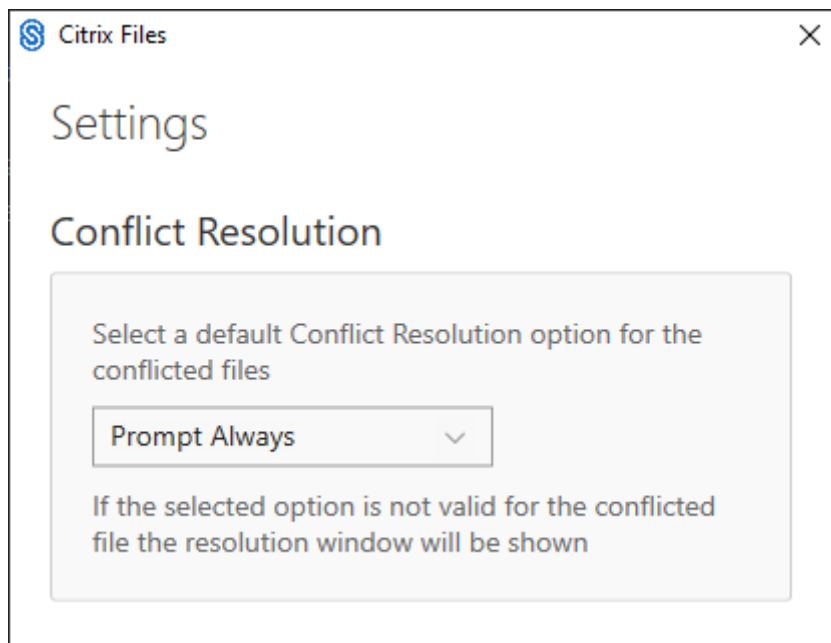 Citrix Files
Settings
Conflict Resolution
Select a default Conflict Resolution option for the
conflicted files
Prompt Always
If the selected option is not valid for the conflicted
file the resolution window will be shown